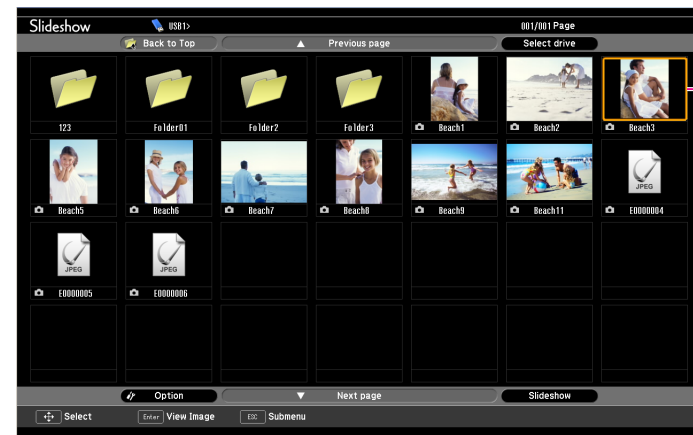 Slideshow USB1> 001/001 Page
Back to Top Previous page Select drive
123 Folder01 Folder2 Folder3 Beach1 Beach2 Beach3
JPEG
Beach5 Beach6 Beach7 Beach8 Beach9 Beach11 E0000004
JPEG JPEG
E0000005 E0000006
Option Next page Slideshow
Select Enter View Image ESC Submenu